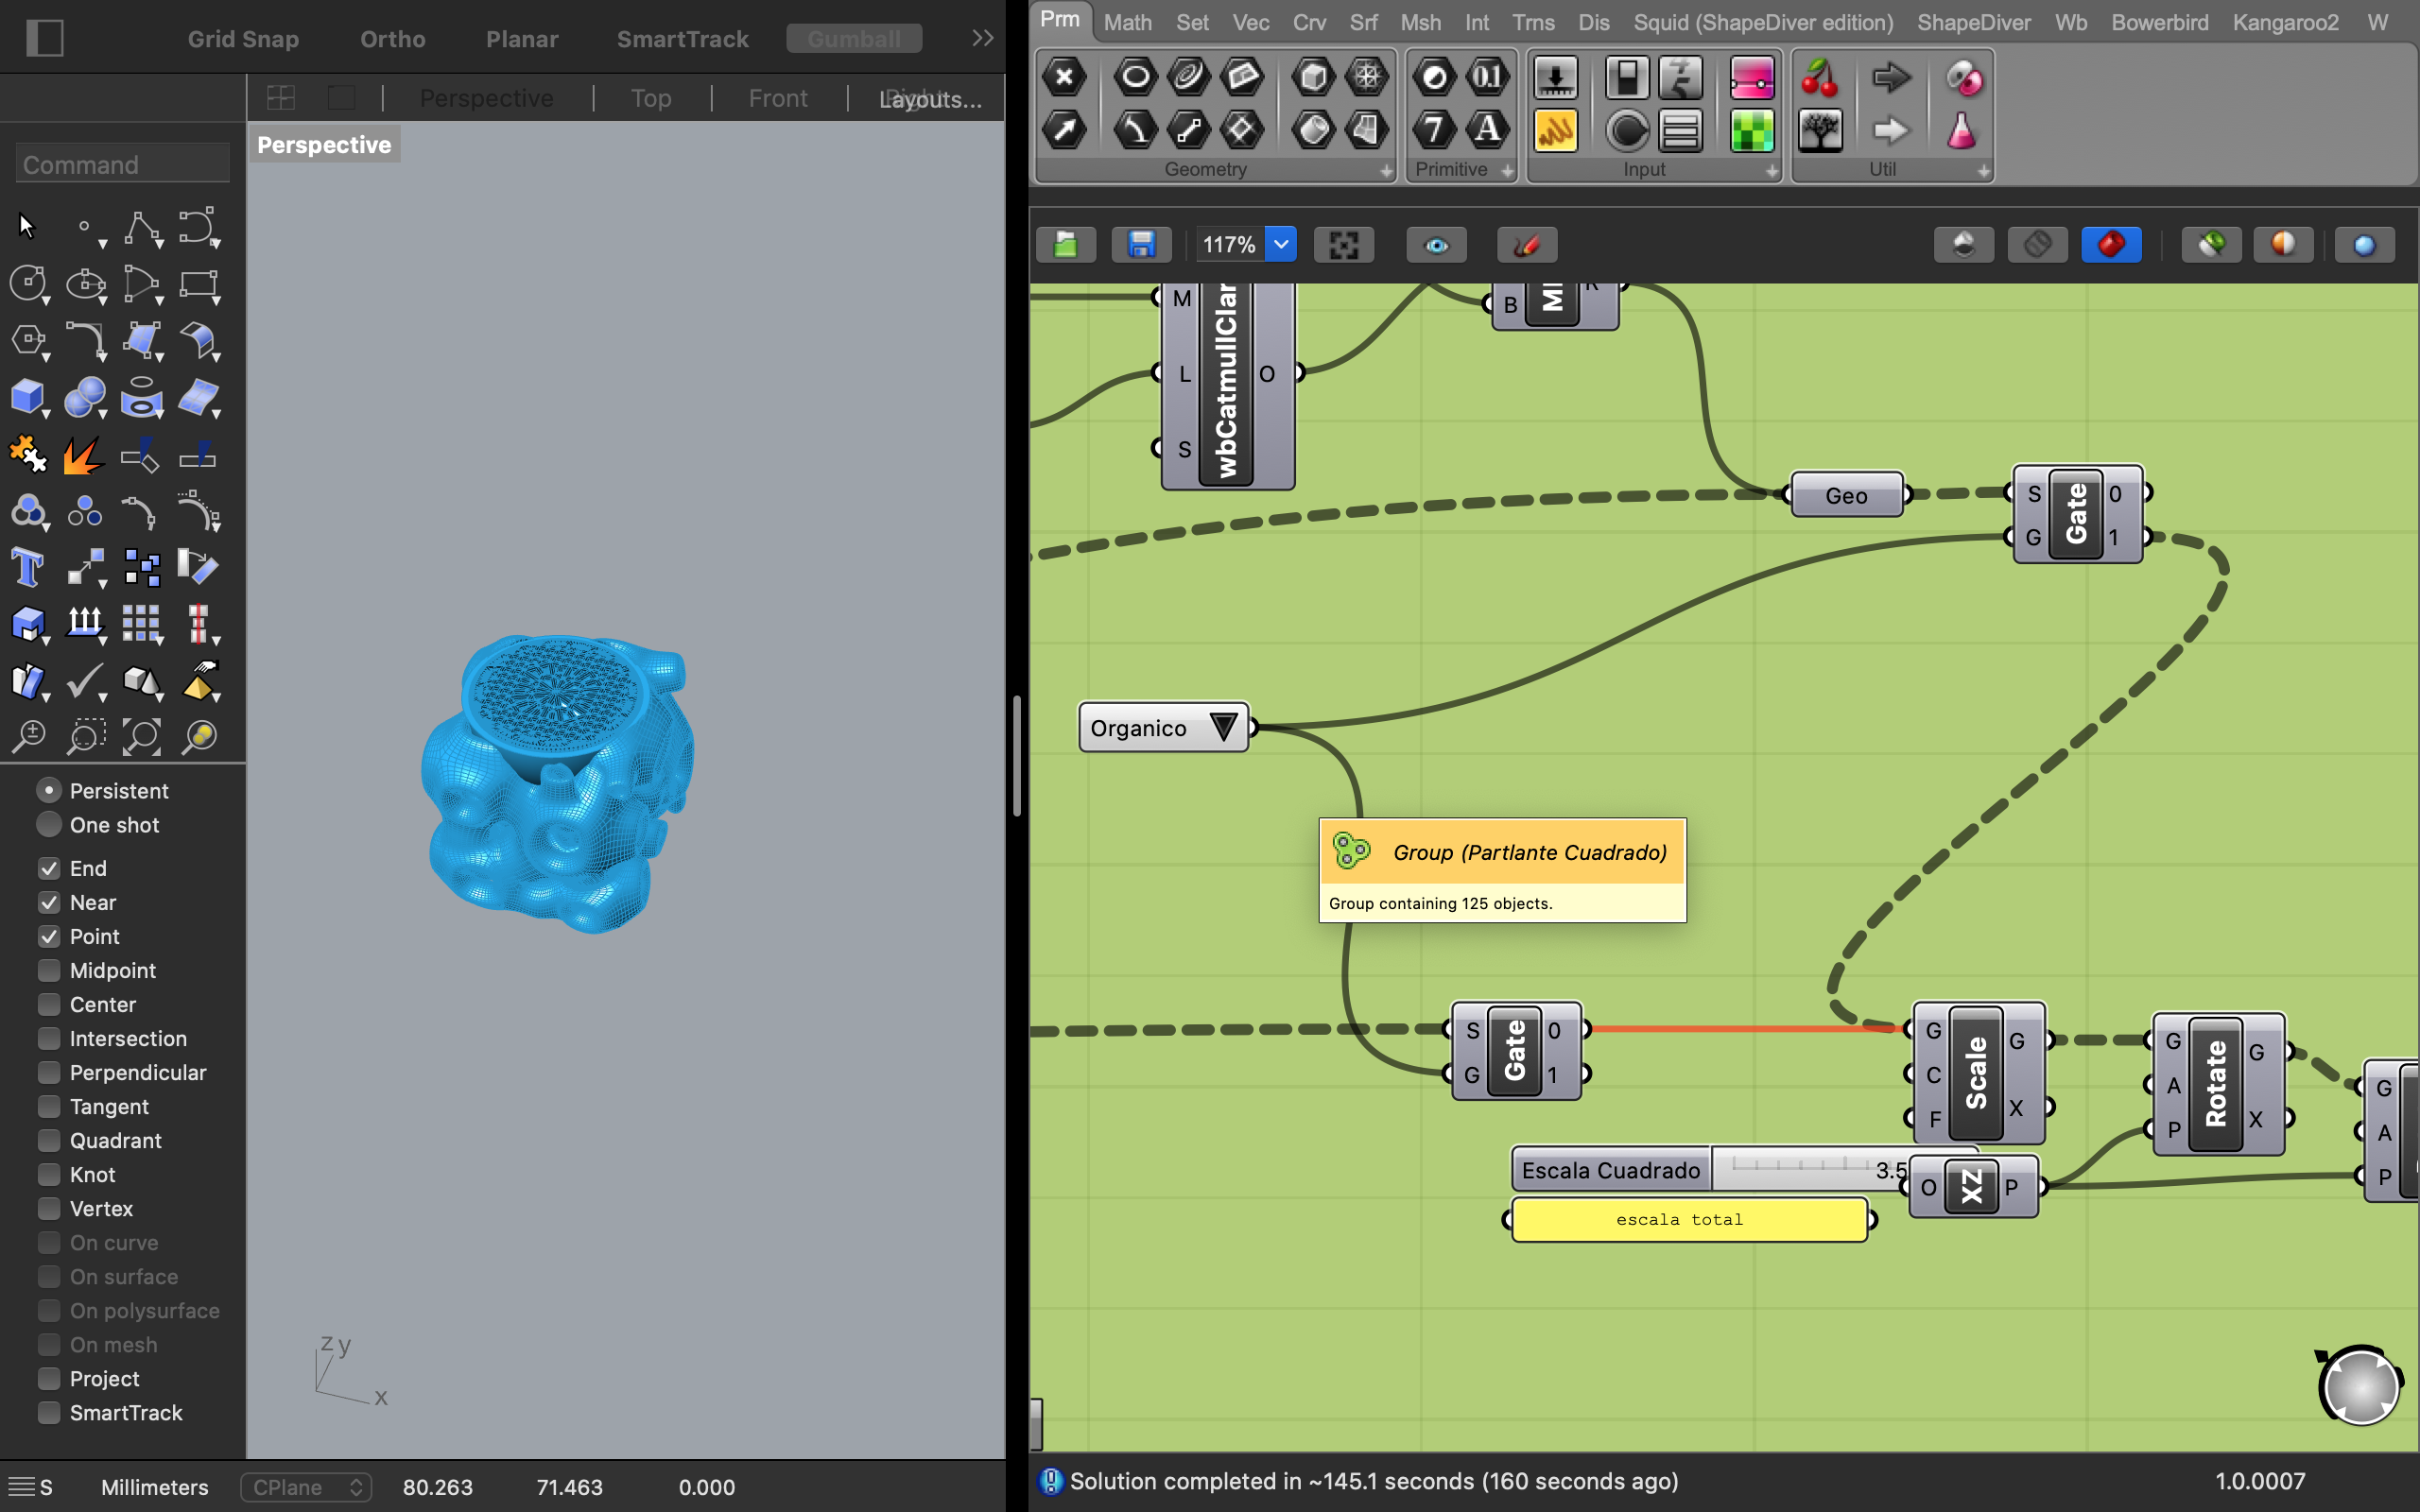 Grid Snap Ortho Planar SmartTrack Gumball
Perspective Top Front Layouts...
Perspective
Command
Persistent
One shot
End
Near
Point
Midpoint
Center
Intersection
Perpendicular
Tangent
Quadrant
Knot
Vertex
On curve
On surface
On polysurface
On mesh
Project
SmartTrack
z y
x
S Millimeters CPlane 80.263 71.463 0.000
Prm Math Set Vec Crv Srf Msh Int Trns Dis Squid (ShapeDiver edition) ShapeDiver Wb Bowerbird Kangaroo2 W
0.1
7 A
Geometry Primitive Input Util
117%
M
L
S
wbCatmullClar
O
B
Geo
S
G
Gate
0
1
Organico
Group (Partlante Cuadrado)
Group containing 125 objects.
S
G
Gate
0
1
G
C
F
Scale
G
X
G
A
P
Rotate
G
X
G
A
P
Escala Cuadrado 3.5
O XZ P
escala total
Solution completed in ~145.1 seconds (160 seconds ago) 1.0.0007